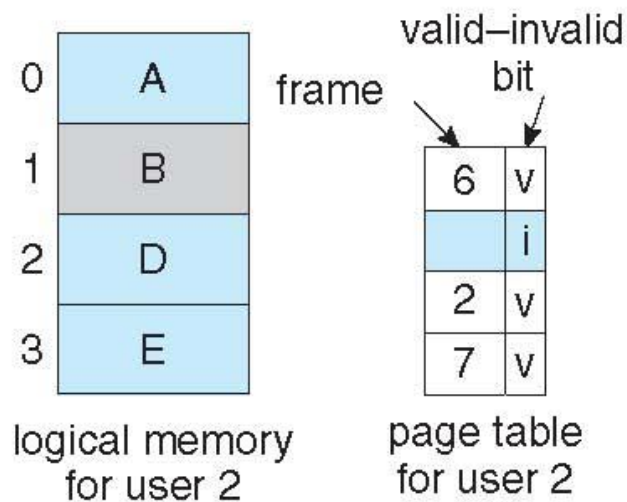 0 A
1 B
2 D
3 E
logical memory
for user 2
frame
valid–invalid
bit
6 v
i
2 v
7 v
page table
for user 2